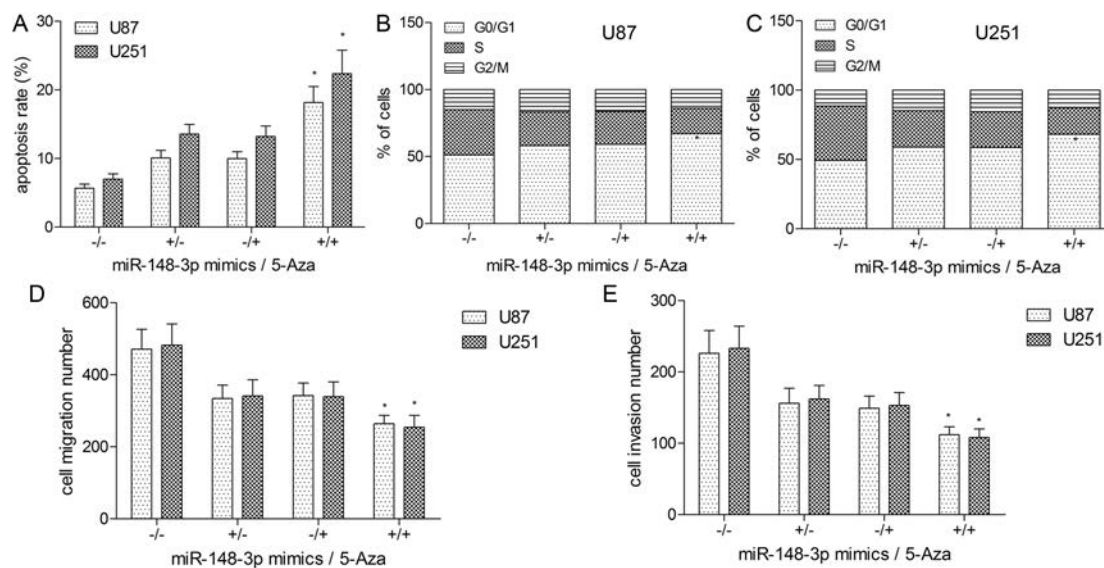 A
U87
U251
apoptosis rate (%)
30
20
10
0
*
*
-/-
+/-
-/+
+/+
miR-148-3p mimics / 5-Aza
B
G0/G1
S
G2/M
U87
% of cells
150
100
50
0
*
-/-
+/-
-/+
+/+
miR-148-3p mimics / 5-Aza
C
G0/G1
S
G2/M
U251
% of cells
150
100
50
0
*
-/-
+/-
-/+
+/+
miR-148-3p mimics / 5-Aza
D
U87
U251
cell migration number
600
400
200
0
*
*
-/-
+/-
-/+
+/+
miR-148-3p mimics / 5-Aza
E
U87
U251
cell invasion number
300
200
100
0
*
*
-/-
+/-
-/+
+/+
miR-148-3p mimics / 5-Aza